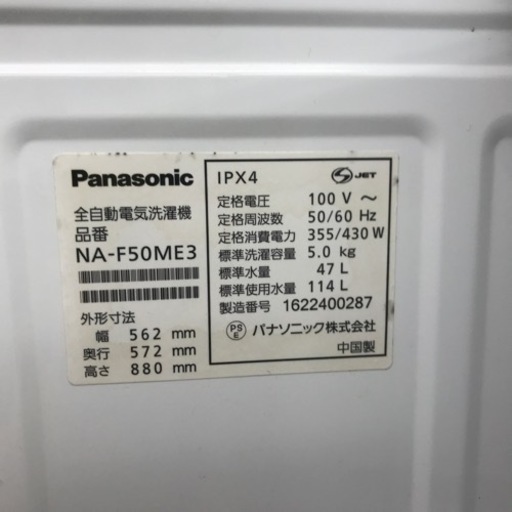 Panasonic
全自動電気洗濯機
品番
NA-F50ME3
外形寸法
幅 562 mm
奥行 572 mm
高さ 880 mm
IPX4
S JET
定格電圧 100 V ～
定格周波数 50/60 Hz
定格消費電力 355/430 W
標準洗濯容量 5.0 kg
標準水量 47 L
標準使用水量 114 L
製造番号 1622400287
PS E パナソニック株式会社
中国製